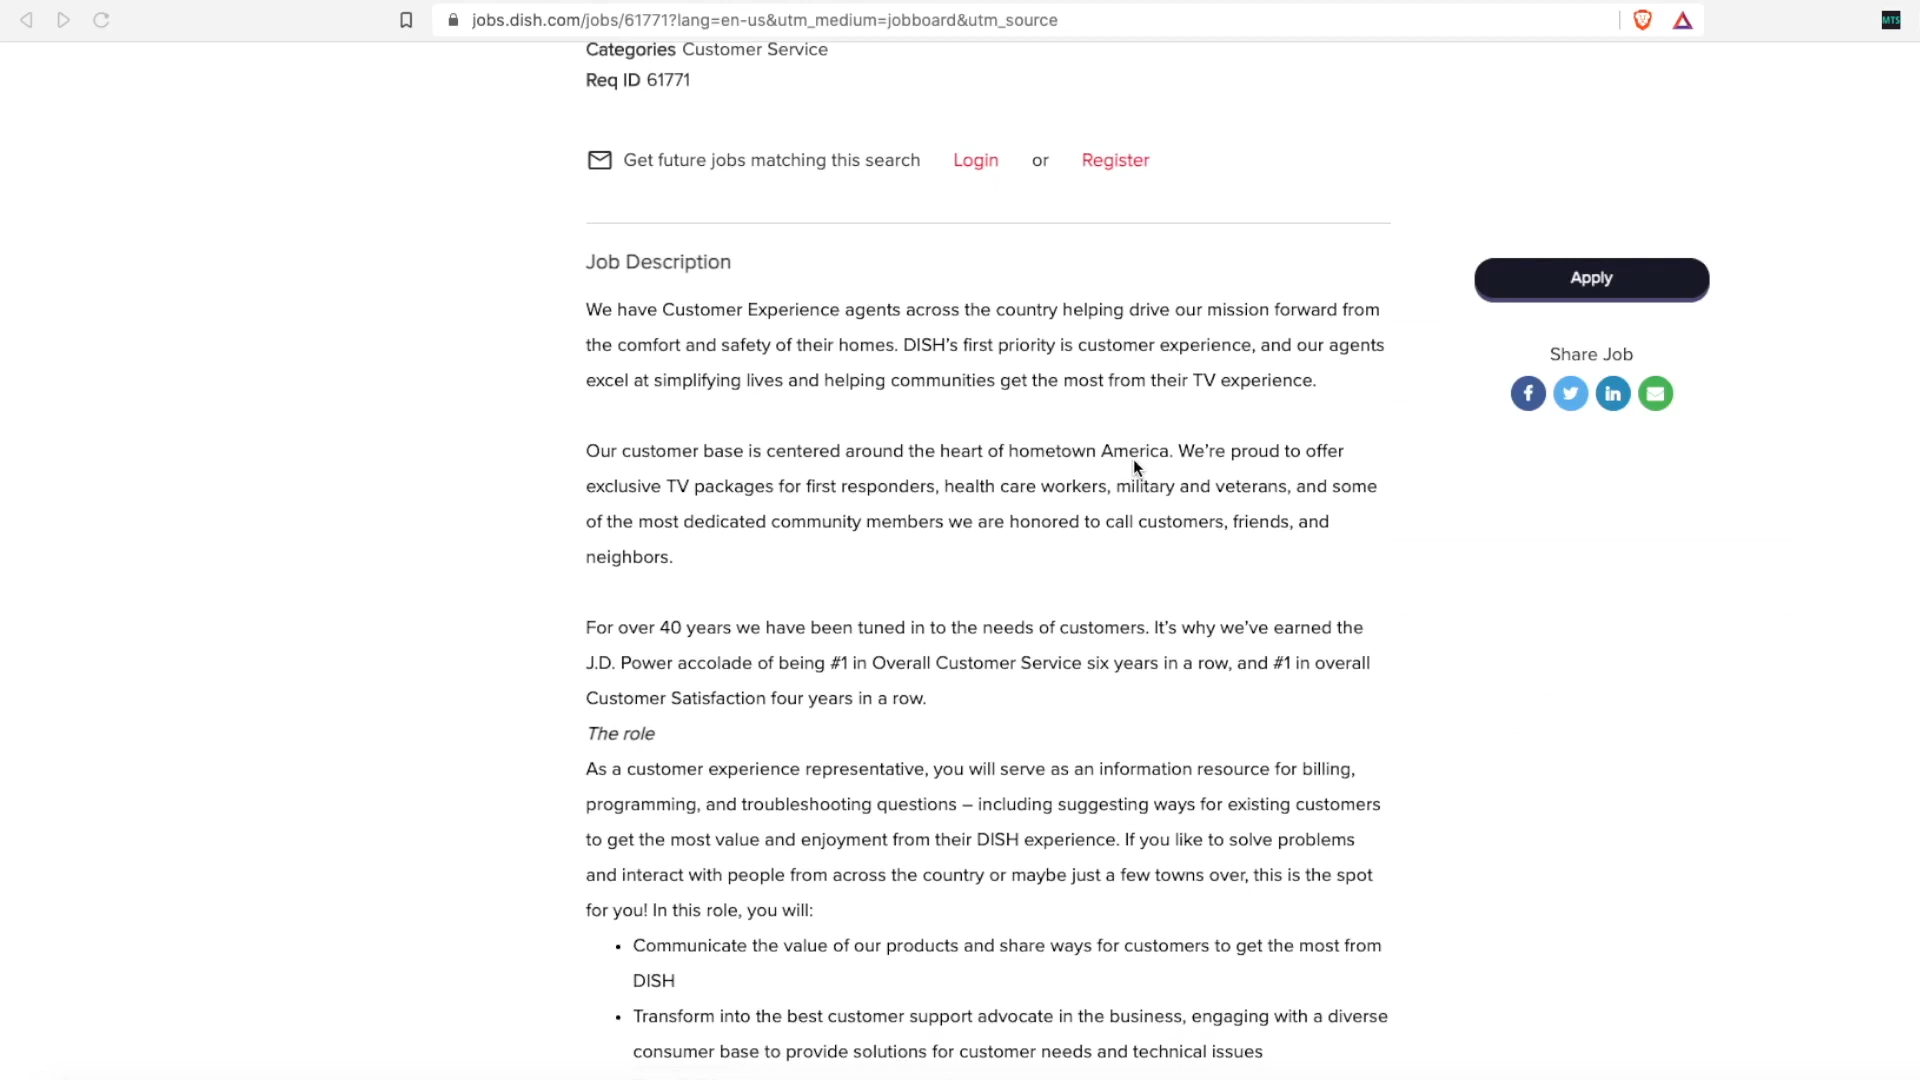 jobs.dish.com/jobs/61771?lang=en-us&utm_medium=jobboard&utm_source
MTS
Categories Customer Service
Req ID 61771
Get future jobs matching this search Login or Register
Job Description
Apply
We have Customer Experience agents across the country helping drive our mission forward from
the comfort and safety of their homes. DISH’s first priority is customer experience, and our agents
excel at simplifying lives and helping communities get the most from their TV experience.
Share Job
Our customer base is centered around the heart of hometown America. We’re proud to offer
exclusive TV packages for first responders, health care workers, military and veterans, and some
of the most dedicated community members we are honored to call customers, friends, and
neighbors.
For over 40 years we have been tuned in to the needs of customers. It’s why we’ve earned the
J.D. Power accolade of being #1 in Overall Customer Service six years in a row, and #1 in overall
Customer Satisfaction four years in a row.
The role
As a customer experience representative, you will serve as an information resource for billing,
programming, and troubleshooting questions – including suggesting ways for existing customers
to get the most value and enjoyment from their DISH experience. If you like to solve problems
and interact with people from across the country or maybe just a few towns over, this is the spot
for you! In this role, you will:
• Communicate the value of our products and share ways for customers to get the most from
DISH
• Transform into the best customer support advocate in the business, engaging with a diverse
consumer base to provide solutions for customer needs and technical issues